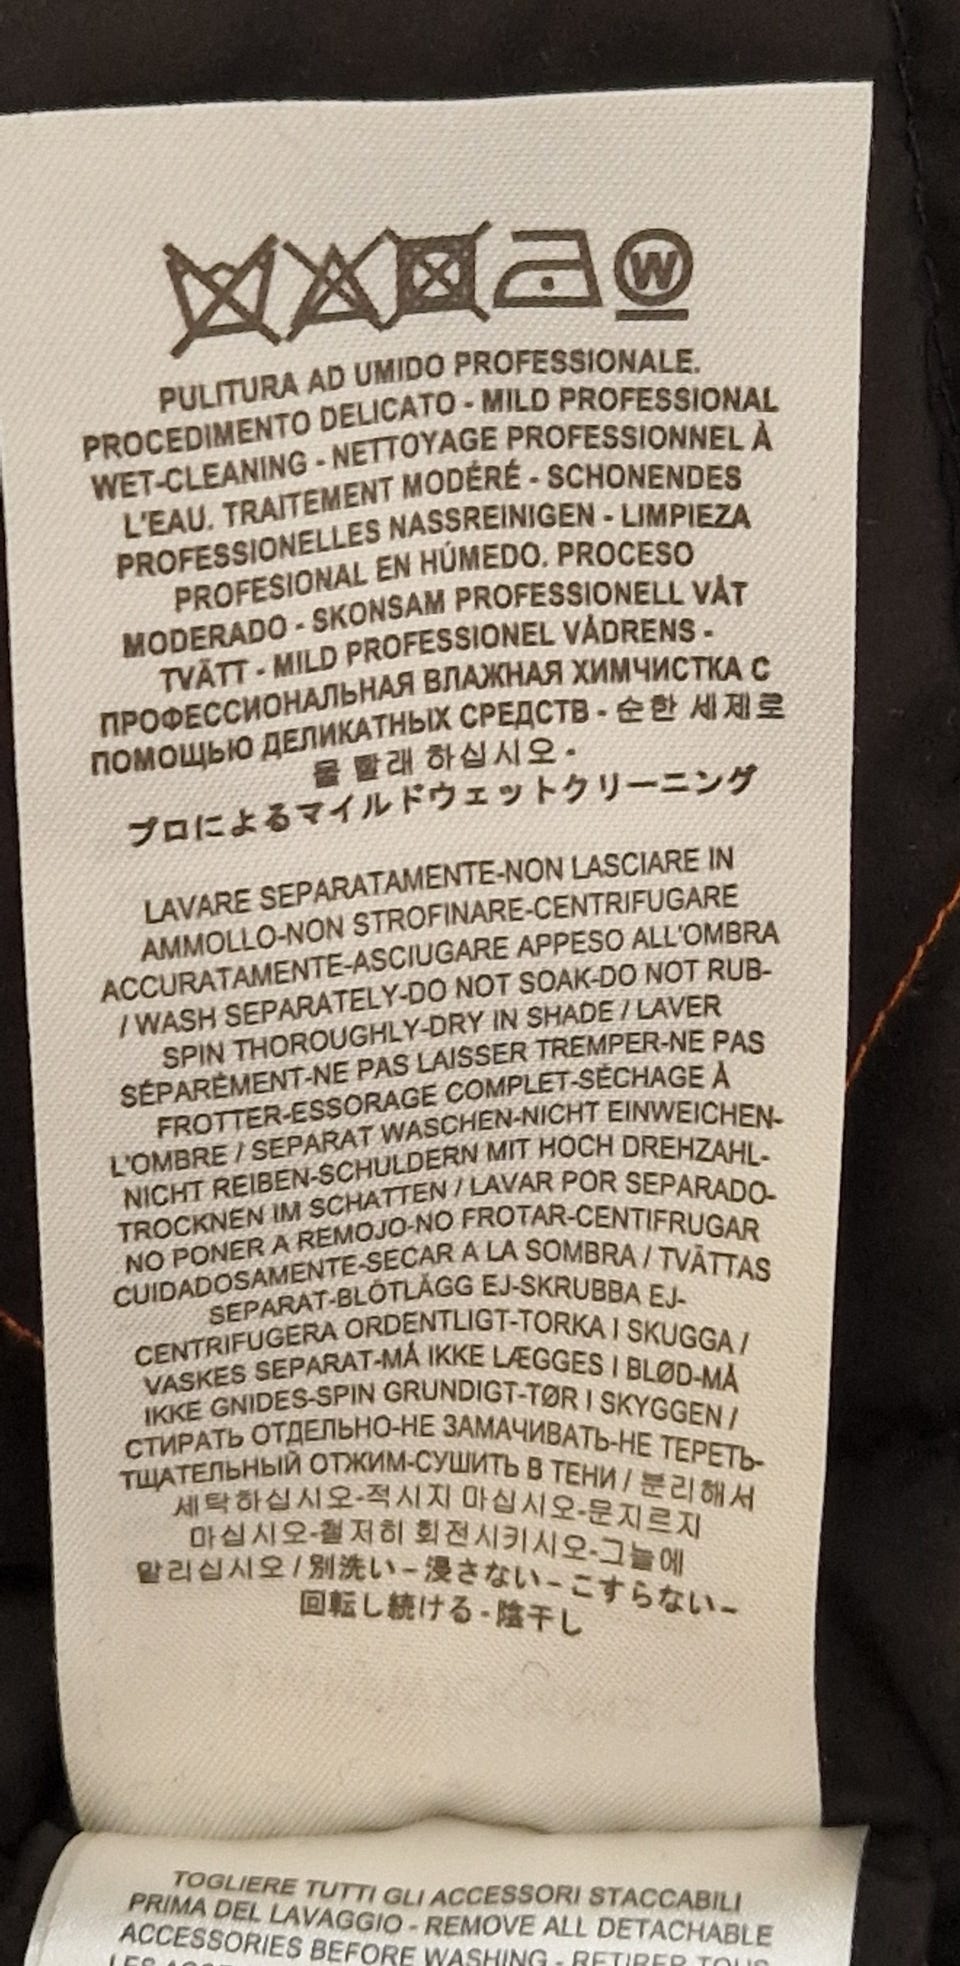 W
PULITURA AD UMIDO PROFESSIONALE.
PROCEDIMENTO DELICATO - MILD PROFESSIONAL
WET-CLEANING - NETTOYAGE PROFESSIONNEL À
L'EAU. TRAITEMENT MODÉRÉ - SCHONENDES
PROFESSIONELLES NASSREINIGEN - LIMPIEZA
PROFESIONAL EN HÚMEDO. PROCESO
MODERADO - SKONSAM PROFESSIONELL VÅT
TVÄTT - MILD PROFESSIONEL VÅDRENS -
ПРОФЕССИОНАЛЬНАЯ ВЛАЖНАЯ ХИМЧИСТКА С
ПОМОЩЬЮ ДЕЛИКАТНЫХ СРЕДСТВ - 순한 세제로
물 빨래 하십시오 -
プロによるマイルドウェットクリーニング
LAVARE SEPARATAMENTE-NON LASCIARE IN
AMMOLLO-NON STROFINARE-CENTRIFUGARE
ACCURATAMENTE-ASCIUGARE APPESO ALL'OMBRA
/ WASH SEPARATELY-DO NOT SOAK-DO NOT RUB-
SPIN THOROUGHLY-DRY IN SHADE / LAVER
SÉPARÉMENT-NE PAS LAISSER TREMPER-NE PAS
FROTTER-ESSORAGE COMPLET-SÉCHAGE À
L'OMBRE / SEPARAT WASCHEN-NICHT EINWEICHEN-
NICHT REIBEN-SCHULDERN MIT HOCH DREHZAHL-
TROCKNEN IM SCHATTEN / LAVAR POR SEPARADO-
NO PONER A REMOJO-NO FROTAR-CENTIFRUGAR
CUIDADOSAMENTE-SECAR A LA SOMBRA / TVÄTTAS
SEPARAT-BLÖTLÄGG EJ-SKRUBBA EJ-
CENTRIFUGERA ORDENTLIGT-TORKA I SKUGGA /
VASKES SEPARAT-MÅ IKKE LÆGGES I BLØD-MÅ
IKKE GNIDES-SPIN GRUNDIGT-TØR I SKYGGEN /
СТИРАТЬ ОТДЕЛЬНО-НЕ ЗАМАЧИВАТЬ-НЕ ТЕРЕТЬ-
ТЩАТЕЛЬНЫЙ ОТЖИМ-СУШИТЬ В ТЕНИ / 분리해서
세탁하십시오-적시지 마십시오-문지르지
마십시오-철저히 회전시키시오-그늘에
말리십시오 / 別洗い – 浸さない – こすらない –
回転し続ける - 陰干し
TOGLIERE TUTTI GLI ACCESSORI STACCABILI
PRIMA DEL LAVAGGIO - REMOVE ALL DETACHABLE
ACCESSORIES BEFORE WASHING - RETIRER TOUS